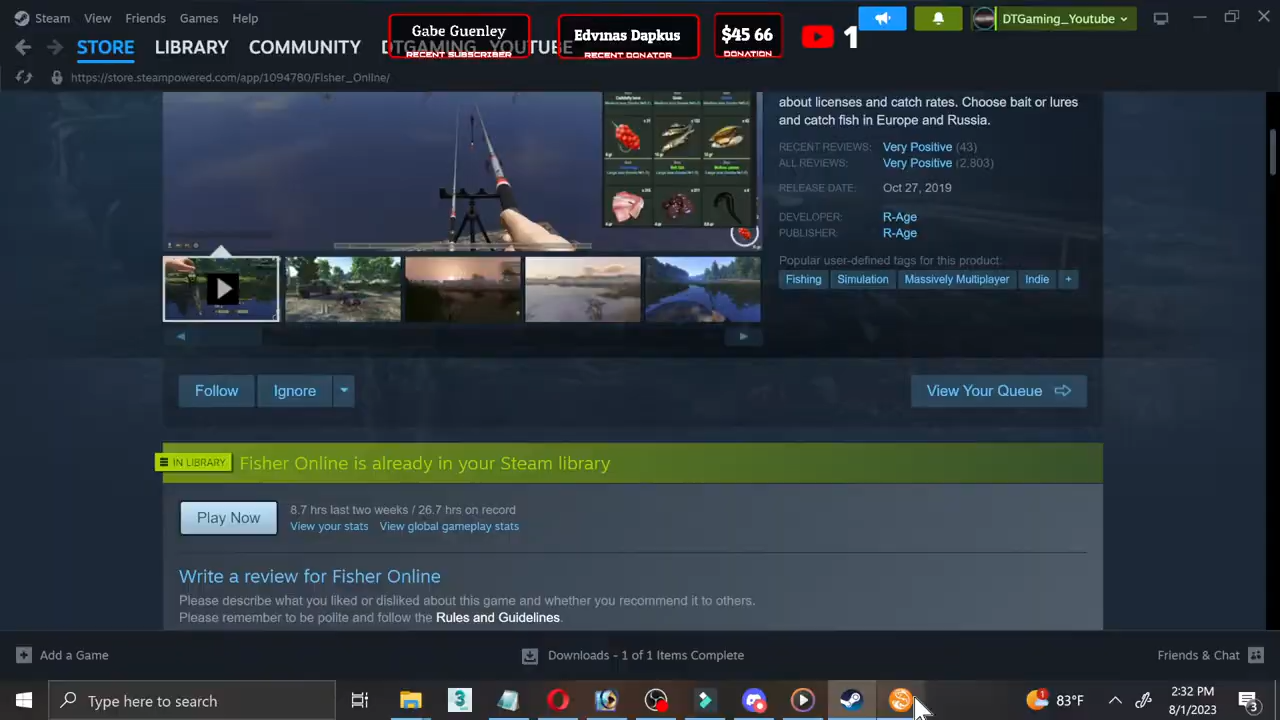 Steam View Friends Games Help
Gabe Guenley
RECENT SUBSCRIBER
Edvinas Dapkus
RECENT DONATOR
$45 66
DONATION
1
DTGaming_Youtube
STORE LIBRARY COMMUNITY DTGAMING_YOUTUBE
https://store.steampowered.com/app/1094780/Fisher_Online/
about licenses and catch rates. Choose bait or lures
and catch fish in Europe and Russia.
RECENT REVIEWS: Very Positive (43)
ALL REVIEWS: Very Positive (2,803)
RELEASE DATE: Oct 27, 2019
DEVELOPER: R-Age
PUBLISHER: R-Age
Popular user-defined tags for this product:
Fishing Simulation Massively Multiplayer Indie +
Follow Ignore View Your Queue
IN LIBRARY Fisher Online is already in your Steam library
Play Now
8.7 hrs last two weeks / 26.7 hrs on record
View your stats View global gameplay stats
Write a review for Fisher Online
Please describe what you liked or disliked about this game and whether you recommend it to others.
Please remember to be polite and follow the Rules and Guidelines.
Add a Game Downloads - 1 of 1 Items Complete Friends & Chat
Type here to search
1
83°F
2:32 PM
8/1/2023
3